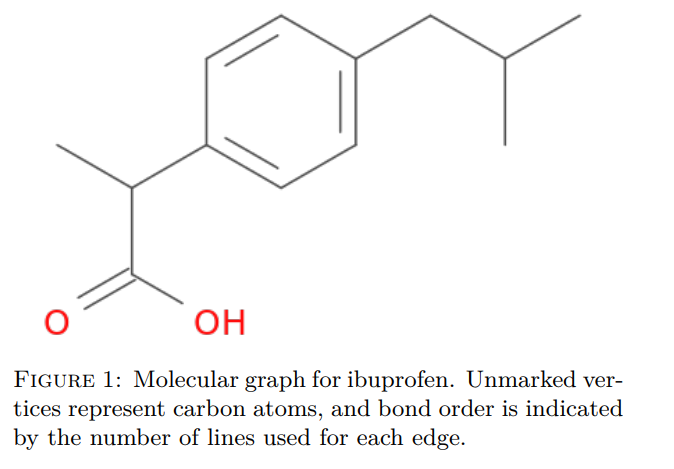 O
OH
FIGURE 1: Molecular graph for ibuprofen. Unmarked ver-
tices represent carbon atoms, and bond order is indicated
by the number of lines used for each edge.